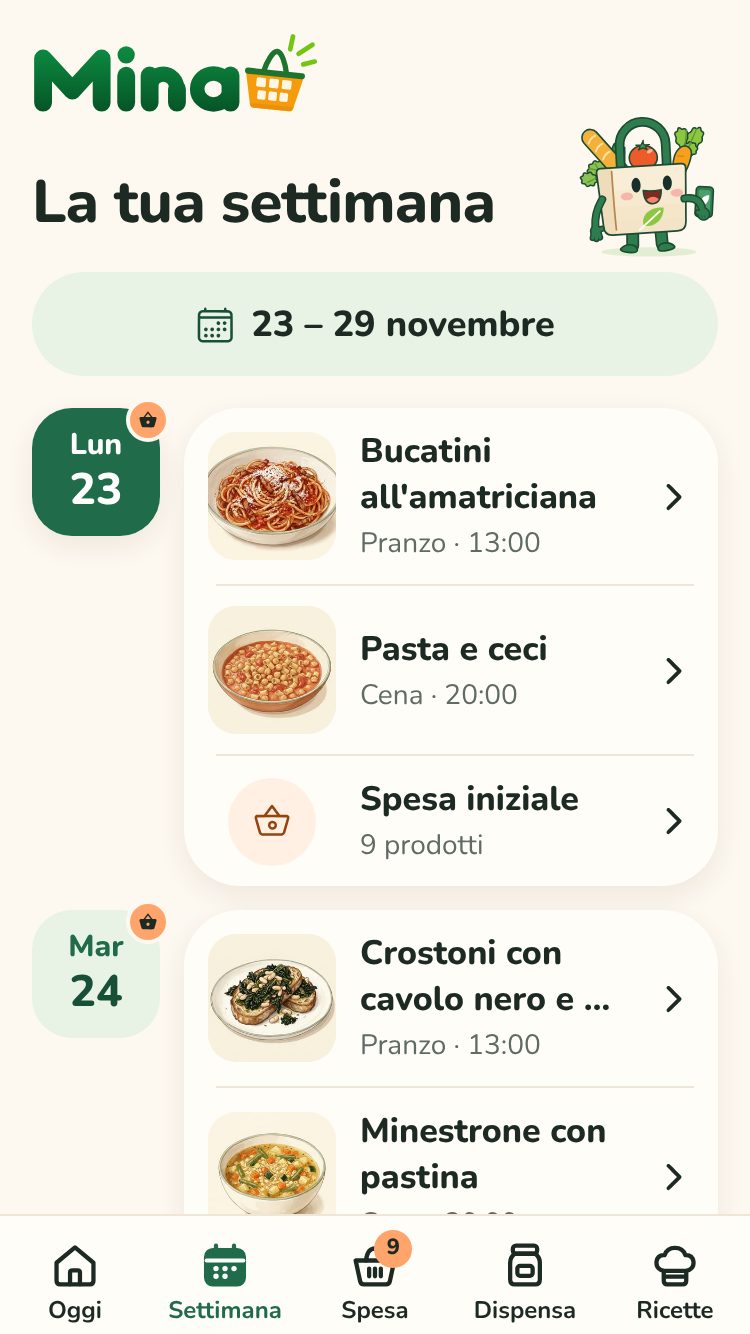 Mina
La tua settimana
23 – 29 novembre
Lun
23
Bucatini
all'amatriciana
Pranzo · 13:00
Pasta e ceci
Cena · 20:00
Spesa iniziale
9 prodotti
Mar
24
Crostoni con
cavolo nero e ...
Pranzo · 13:00
Minestrone con
pastina
9
Oggi
Settimana
Spesa
Dispensa
Ricette